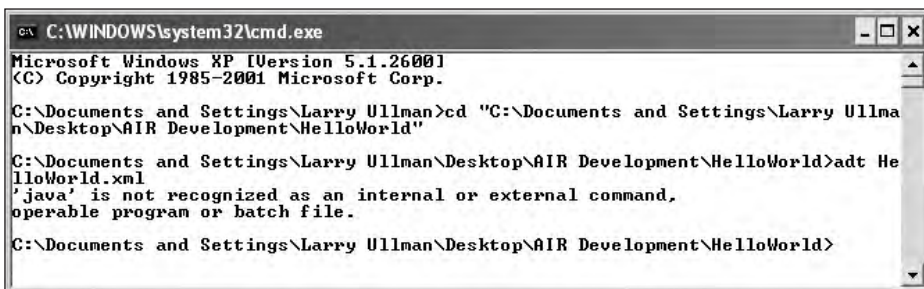 C:\WINDOWS\system32\cmd.exe
Microsoft Windows XP [Version 5.1.2600]
(C) Copyright 1985-2001 Microsoft Corp.
C:\Documents and Settings\Larry Ullman>cd "C:\Documents and Settings\Larry Ullma
n\Desktop\AIR Development\HelloWorld"
C:\Documents and Settings\Larry Ullman\Desktop\AIR Development\HelloWorld>adt He
lloWorld.xml
'java' is not recognized as an internal or external command,
operable program or batch file.
C:\Documents and Settings\Larry Ullman\Desktop\AIR Development\HelloWorld>